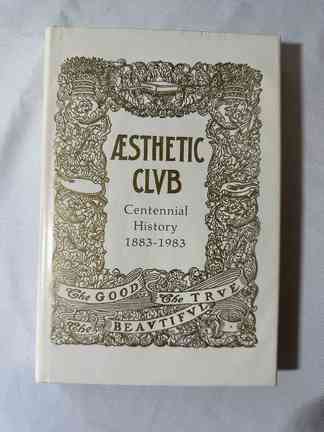 ÆSTHETIC
CLVB
Centennial
History
1883-1983
The GOOD The TRVE
The BEAVTIFVL